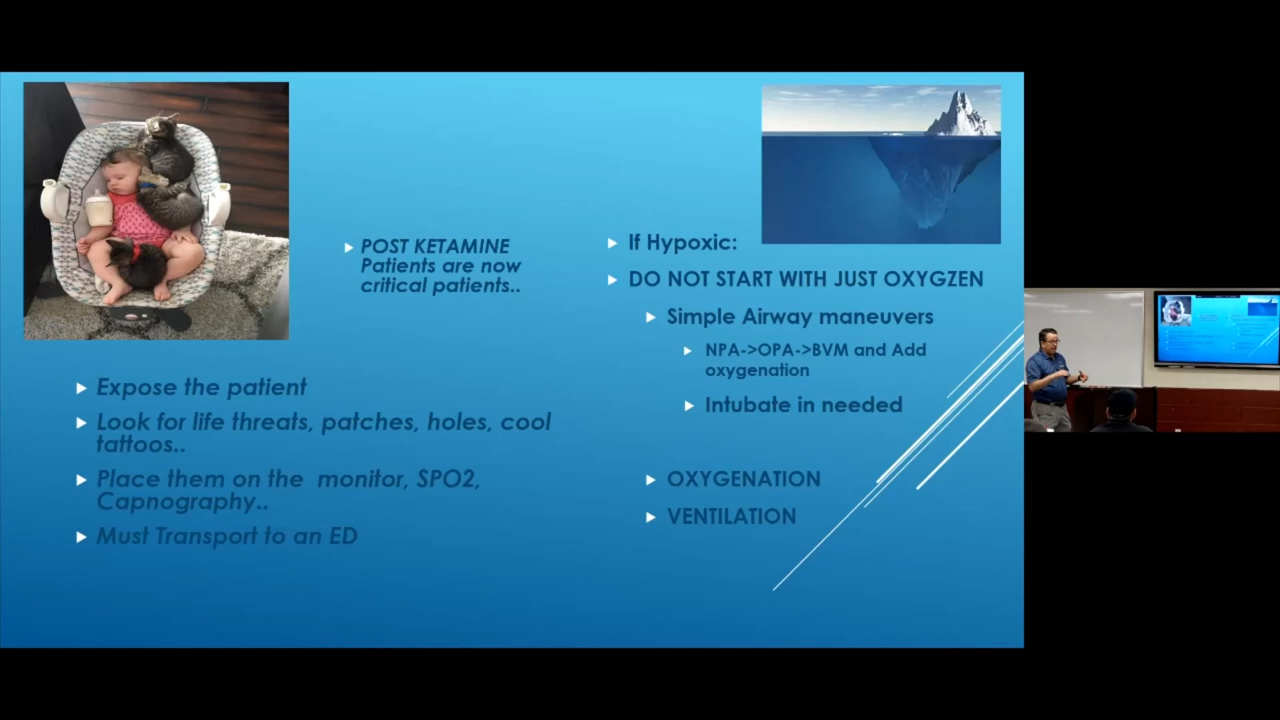 POST KETAMINE
Patients are now
critical patients..
Expose the patient
Look for life threats, patches, holes, cool
tattoos..
Place them on the monitor, SPO2,
Capnography..
Must Transport to an ED
If Hypoxic:
DO NOT START WITH JUST OXYGZEN
Simple Airway maneuvers
NPA->OPA->BVM and Add
oxygenation
Intubate in needed
OXYGENATION
VENTILATION